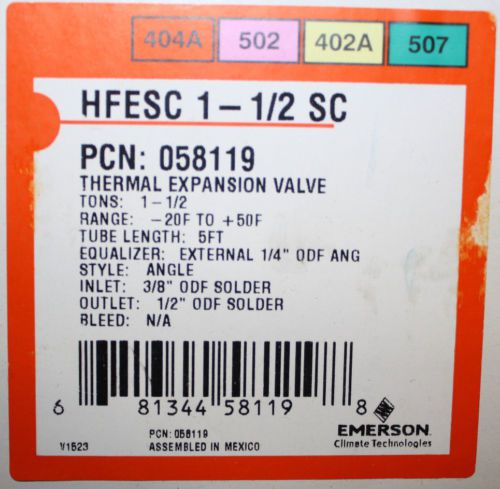 404A 502 402A 507
HFESC 1-1/2 SC
PCN: 058119
THERMAL EXPANSION VALVE
TONS: 1-1/2
RANGE: -20F TO +50F
TUBE LENGTH: 5FT
EQUALIZER: EXTERNAL 1/4" ODF ANG
STYLE: ANGLE
INLET: 3/8" ODF SOLDER
OUTLET: 1/2" ODF SOLDER
BLEED: N/A
6 81344 58119 8
EMERSON
Climate Technologies
V1523
PCN: 058119
ASSEMBLED IN MEXICO